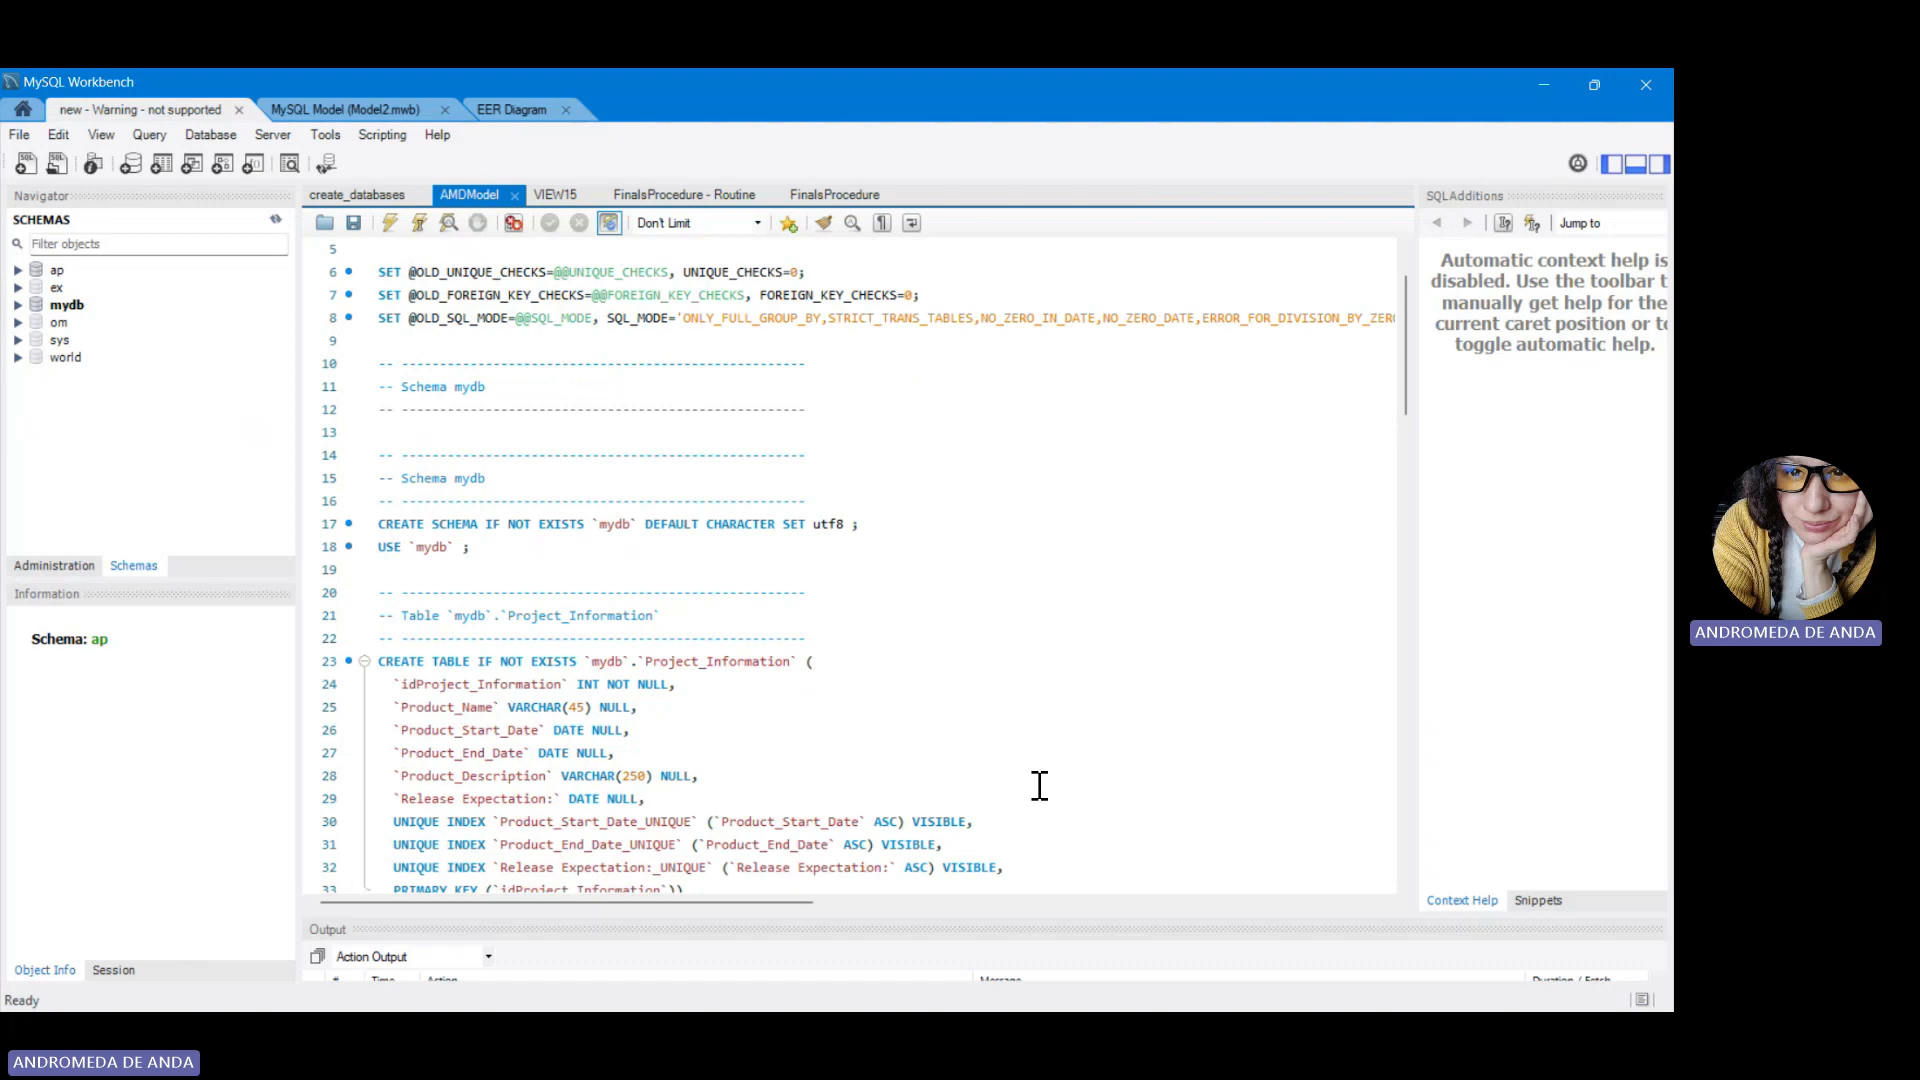 MySQL Workbench
new - Warning - not supported
MySQL Model (Model2.mwb)
EER Diagram
File Edit View Query Database Server Tools Scripting Help
Navigator
SCHEMAS
Filter objects
ap
ex
mydb
om
sys
world
Administration Schemas
Information
Schema: ap
Object Info Session
Ready
create_databases AMDModel VIEW15 FinalsProcedure - Routine FinalsProcedure
Don't Limit
5
6 SET @OLD_UNIQUE_CHECKS=@@UNIQUE_CHECKS, UNIQUE_CHECKS=0;
7 SET @OLD_FOREIGN_KEY_CHECKS=@@FOREIGN_KEY_CHECKS, FOREIGN_KEY_CHECKS=0;
8 SET @OLD_SQL_MODE=@@SQL_MODE, SQL_MODE='ONLY_FULL_GROUP_BY,STRICT_TRANS_TABLES,NO_ZERO_IN_DATE,NO_ZERO_DATE,ERROR_FOR_DIVISION_BY_ZER
9
10 -- -----------------------------------------------------
11 -- Schema mydb
12 -- -----------------------------------------------------
13
14 -- -----------------------------------------------------
15 -- Schema mydb
16 -- -----------------------------------------------------
17 CREATE SCHEMA IF NOT EXISTS `mydb` DEFAULT CHARACTER SET utf8 ;
18 USE `mydb` ;
19
20 -- -----------------------------------------------------
21 -- Table `mydb`.`Project_Information`
22 -- -----------------------------------------------------
23 CREATE TABLE IF NOT EXISTS `mydb`.`Project_Information` (
24 `idProject_Information` INT NOT NULL,
25 `Product_Name` VARCHAR(45) NULL,
26 `Product_Start_Date` DATE NULL,
27 `Product_End_Date` DATE NULL,
28 `Product_Description` VARCHAR(250) NULL,
29 `Release Expectation:` DATE NULL,
30 UNIQUE INDEX `Product_Start_Date_UNIQUE` (`Product_Start_Date` ASC) VISIBLE,
31 UNIQUE INDEX `Product_End_Date_UNIQUE` (`Product_End_Date` ASC) VISIBLE,
32 UNIQUE INDEX `Release Expectation:_UNIQUE` (`Release Expectation:` ASC) VISIBLE,
33 PRIMARY KEY (`idProject_Information`))
Output
Action Output
# Time Action Message Duration / Fetch
SQLAdditions
Jump to
Automatic context help is
disabled. Use the toolbar t
manually get help for the
current caret position or to
toggle automatic help.
Context Help Snippets
ANDROMEDA DE ANDA
ANDROMEDA DE ANDA